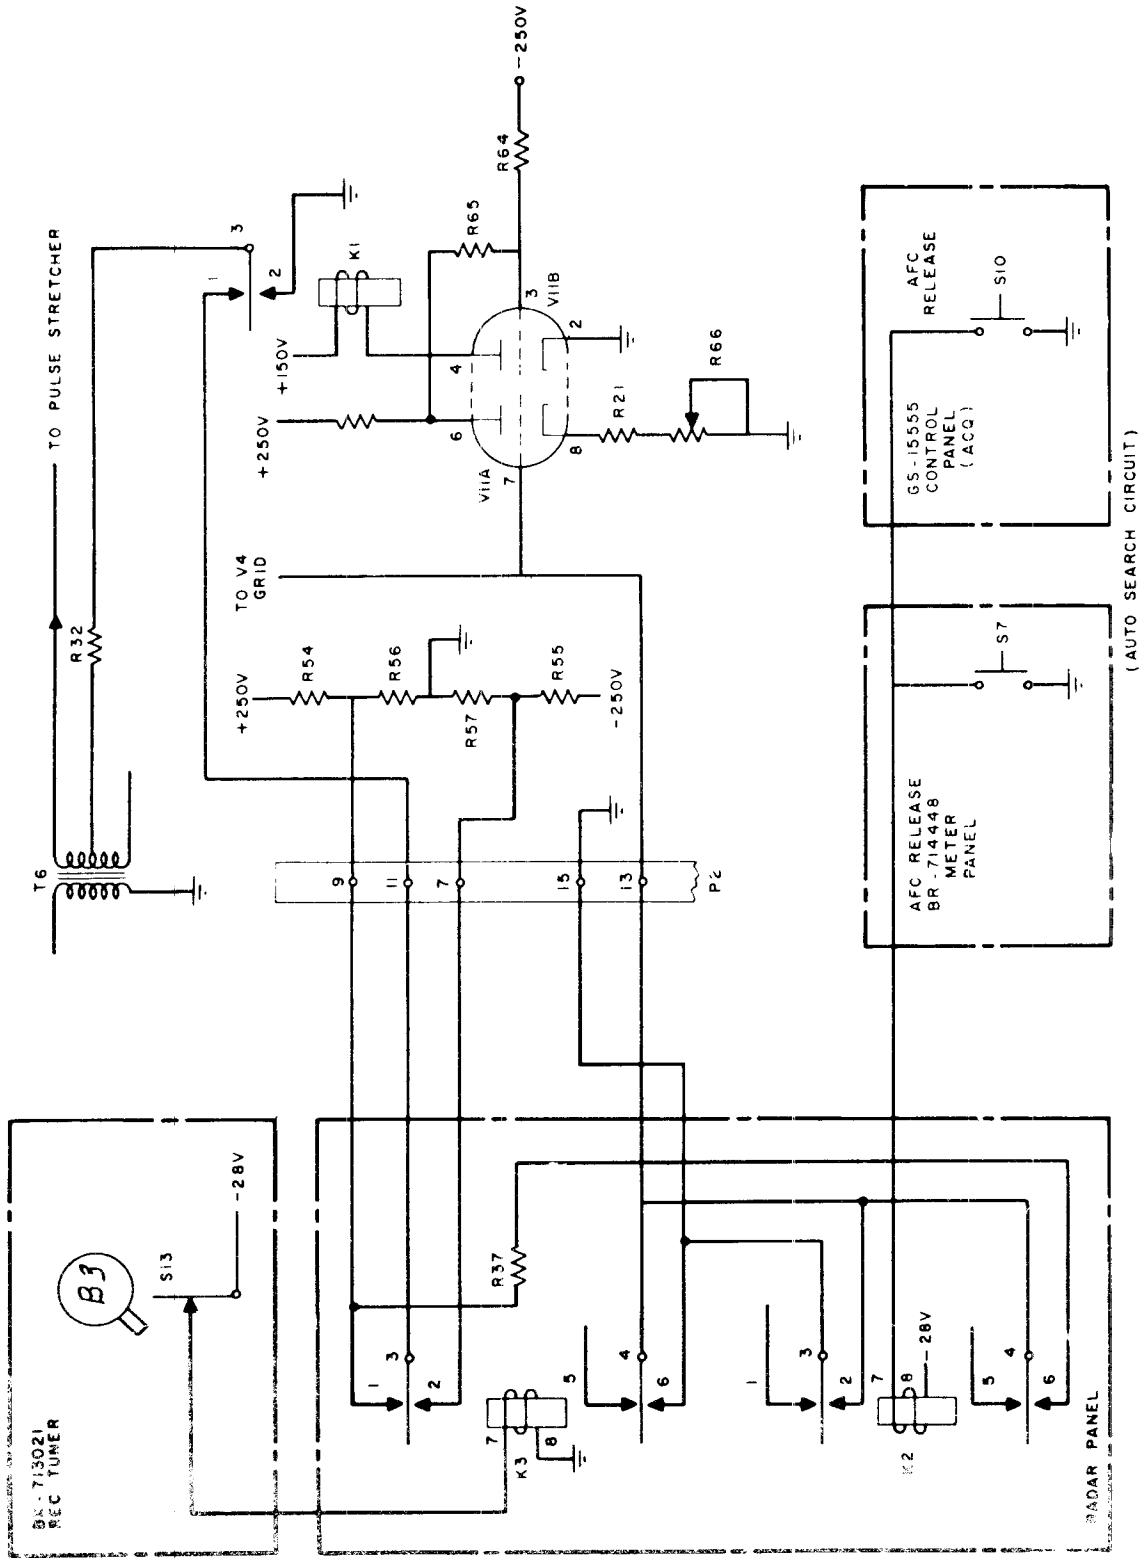 TO PULSE STRETCHER
T6
R32
3
1
2
K1
+150V
+250V
4
6
R65
R64
-250V
3
V11B
2
V11A
7
8
R21
R66
TO V4
GRID
+250V
R54
R56
R57
R55
-250V
9
11
7
15
13
P2
REC TUNER
B3
S13
-28V
R37
1
3
2
5
4
6
7
8
K3
1
3
2
7
8
-28V
K2
5
4
6
RADAR PANEL
AFC RELEASE
BR-714448
METER
PANEL
S7
GS-15555
CONTROL
PANEL
(ACQ)
AFC
RELEASE
S10
(AUTO SEARCH CIRCUIT)